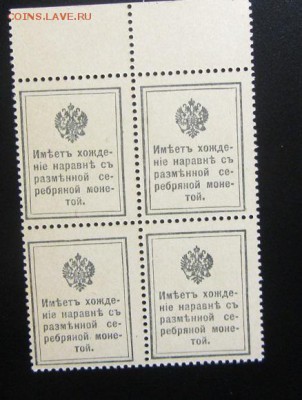 COINS.LAVE.RU
Имѣетъ хожде-
ніе наравнѣ съ
размѣнной се-
ребряной моне-
той.
Имѣетъ хожде-
ніе наравнѣ съ
размѣнной се-
ребряной моне-
той.
Имѣетъ хожде-
ніе наравнѣ съ
размѣнной се-
ребряной моне-
той.
Имѣетъ хожде-
ніе наравнѣ съ
размѣнной се-
ребряной моне-
той.